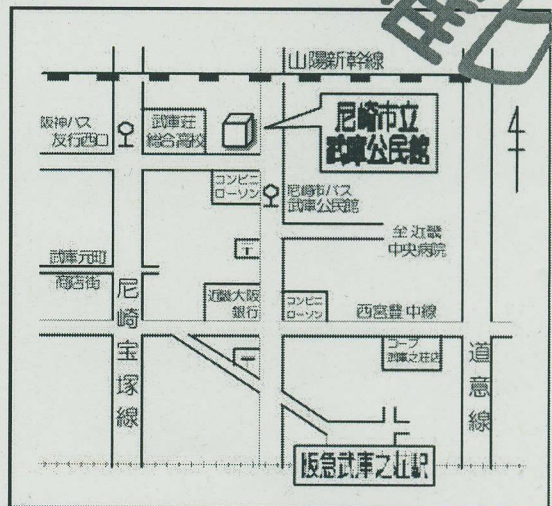 山陽新幹線
阪神バス
友行西口
武庫荘
総合高校
尼崎市立
武庫公民館
コンビニ
ローソン
尼崎市バス
武庫公民館
至近畿
中央病院
〒
武庫元町
商店街
近畿大阪
銀行
コンビニ
ローソン
西宮豊中線
尼崎宝塚線
〒
コープ
武庫之荘店
道意線
阪急武庫之荘駅